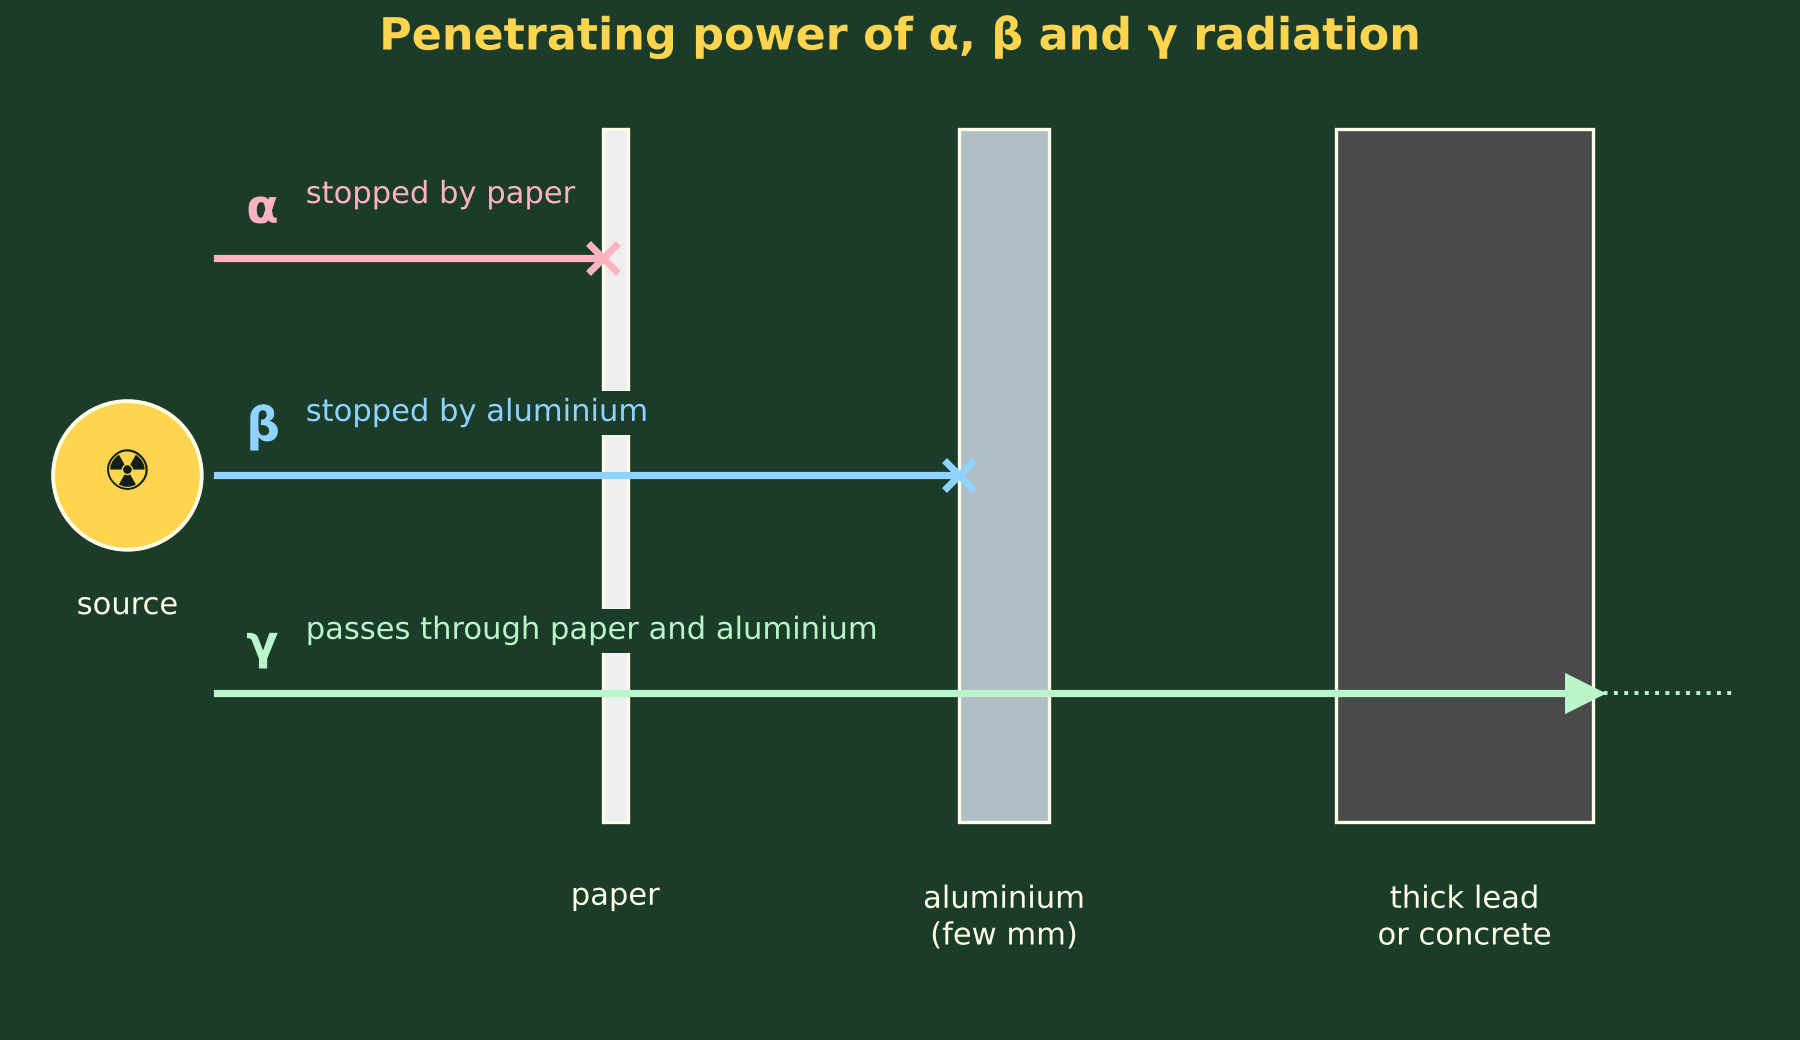 Penetrating power of α, β and γ radiation
α stopped by paper
β stopped by aluminium
☢
source
γ passes through paper and aluminium
paper
aluminium
(few mm)
thick lead
or concrete